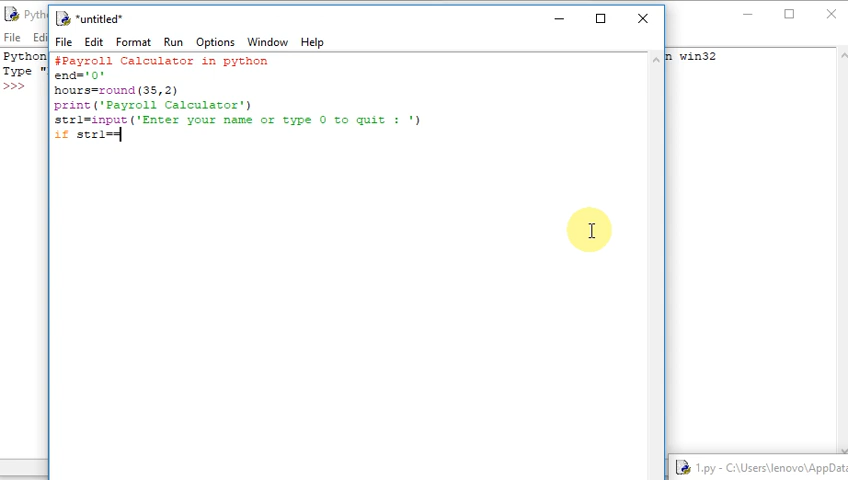 Pytho
*untitled*
File Edi
File Edit Format Run Options Window Help
Python
n win32
Type "
>>>
#Payroll Calculator in python
end='0'
hours=round(35,2)
print('Payroll Calculator')
str1=input('Enter your name or type 0 to quit : ')
if str1==
1.py - C:\Users\lenovo\AppData